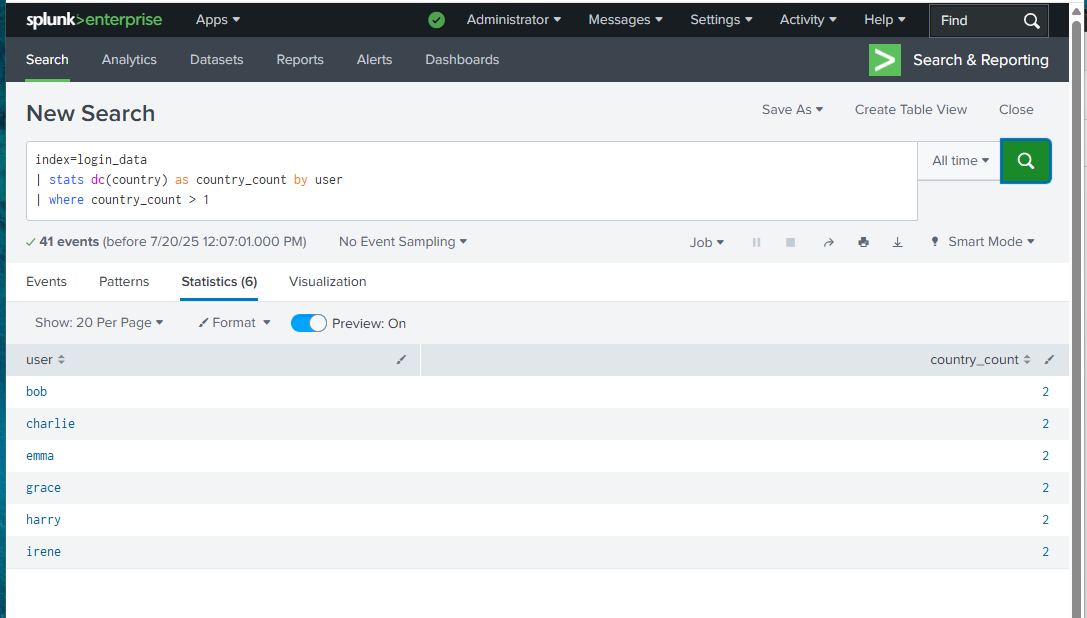 splunk>enterprise Apps Administrator Messages Settings Activity Help Find
Search Analytics Datasets Reports Alerts Dashboards > Search & Reporting
New Search Save As Create Table View Close
index=login_data
| stats dc(country) as country_count by user
| where country_count > 1
All time
41 events (before 7/20/25 12:07:01.000 PM) No Event Sampling Job Smart Mode
Events Patterns Statistics (6) Visualization
Show: 20 Per Page Format Preview: On
user country_count
bob 2
charlie 2
emma 2
grace 2
harry 2
irene 2